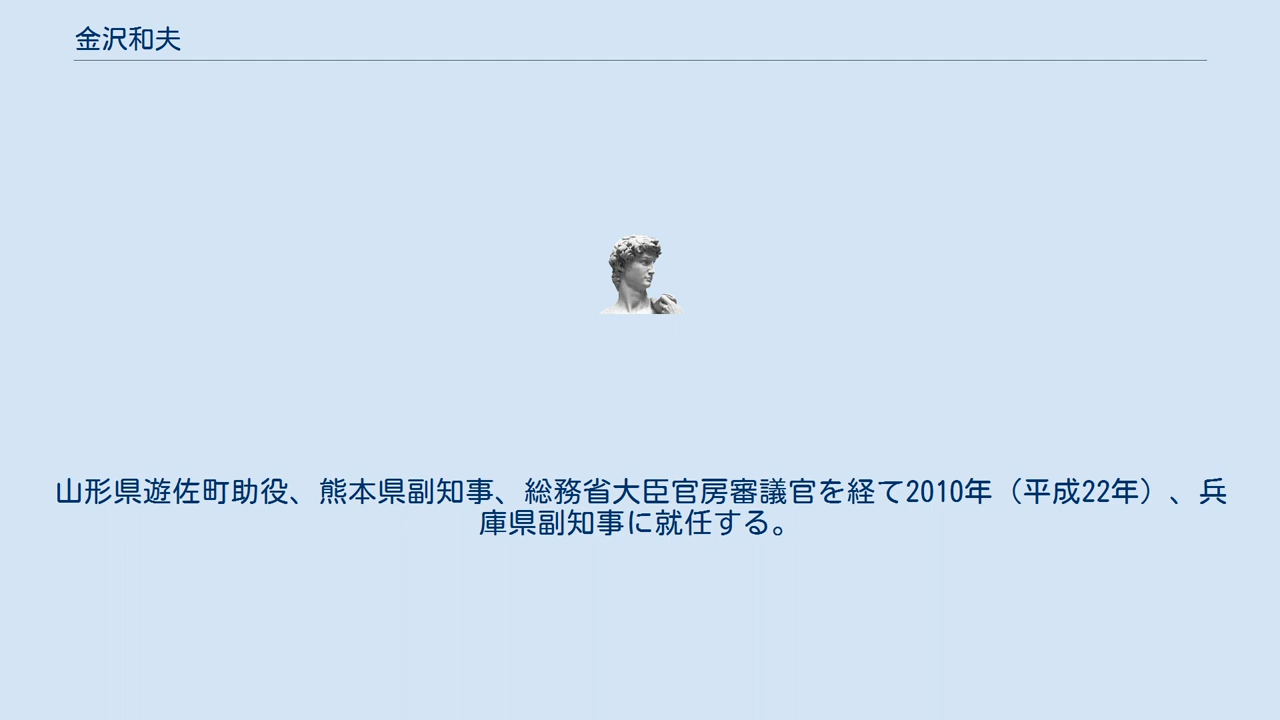 金沢和夫
山形県遊佐町助役、熊本県副知事、総務省大臣官房審議官を経て2010年（平成22年）、兵
庫県副知事に就任する。